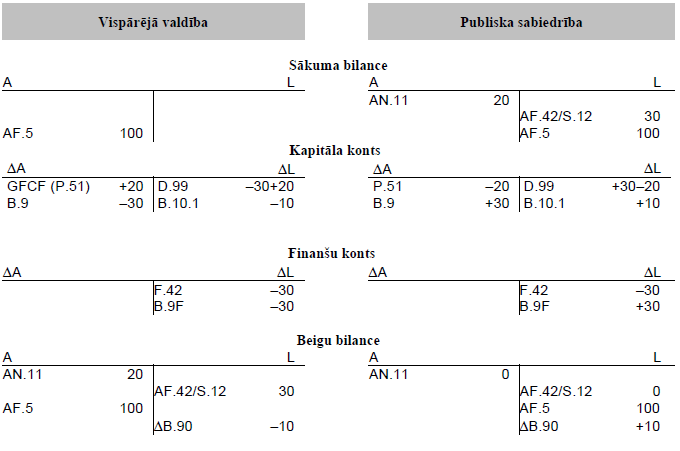 Vispārējā valdība Publiska sabiedrība
Sākuma bilance
A L A L
AN.11 20
AF.42/S.12 30
AF.5 100 AF.5 100
Kapitāla konts
ΔA ΔL ΔA ΔL
GFCF (P.51) +20 D.99 –30+20 P.51 –20 D.99 +30–20
B.9 –30 B.10.1 –10 B.9 +30 B.10.1 +10
Finanšu konts
ΔA ΔL ΔA ΔL
F.42 –30 F.42 –30
B.9F –30 B.9F +30
Beigu bilance
A L A L
AN.11 20 AN.11 0
AF.42/S.12 30 AF.42/S.12 0
AF.5 100 AF.5 100
ΔB.90 –10 ΔB.90 +10